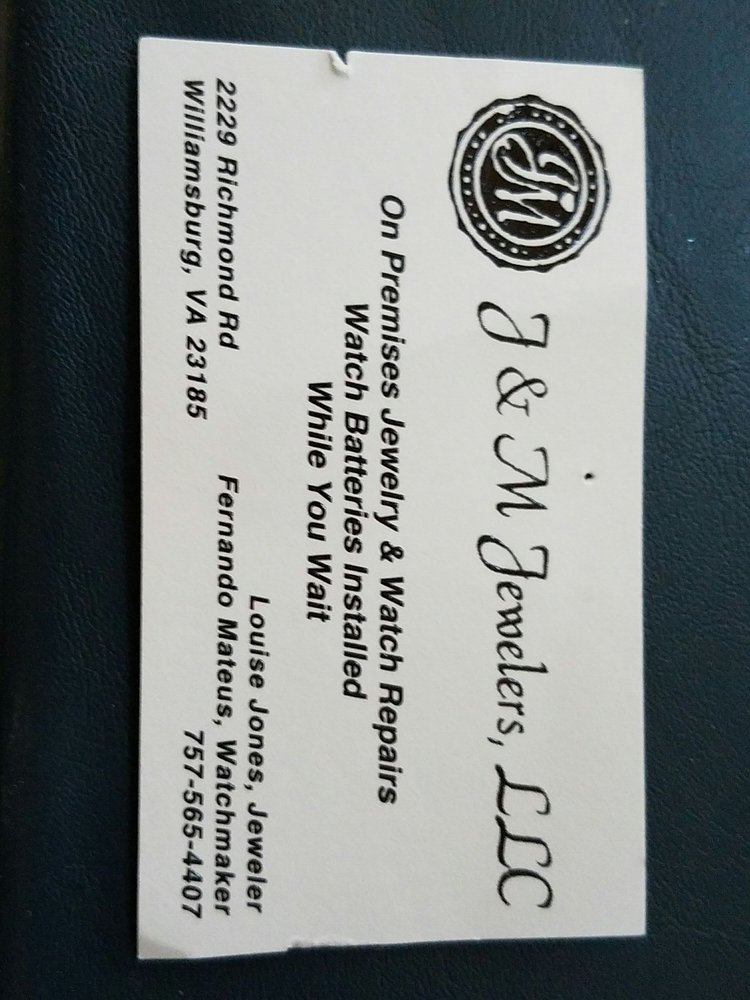 JM
J & M Jewelers, LLC
On Premises Jewelry & Watch Repairs
Watch Batteries Installed
While You Wait
Louise Jones, Jeweler
2229 Richmond Rd
Fernando Mateus, Watchmaker
Williamsburg, VA 23185
757-565-4407